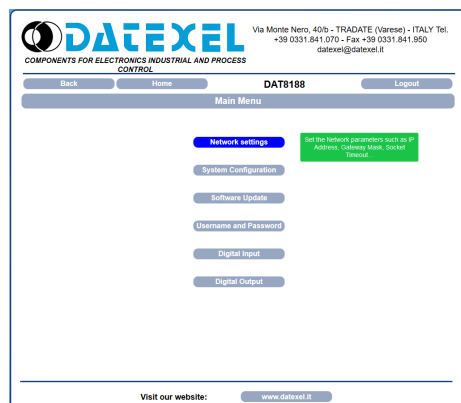 DATEXEL
COMPONENTS FOR ELECTRONICS INDUSTRIAL AND PROCESS
CONTROL
Via Monte Nero, 40/b - TRADATE (Varese) - ITALY Tel.
+39 0331.841.070 - Fax +39 0331.841.950
datexel@datexel.it
Back
Home
DAT8188
Logout
Main Menu
Network settings
Set the Network parameters such as IP
Address, Gateway Mask, Socket
Timeout...
System Configuration
Software Update
Username and Password
Digital Input
Digital Output
Visit our website:
www.datexel.it